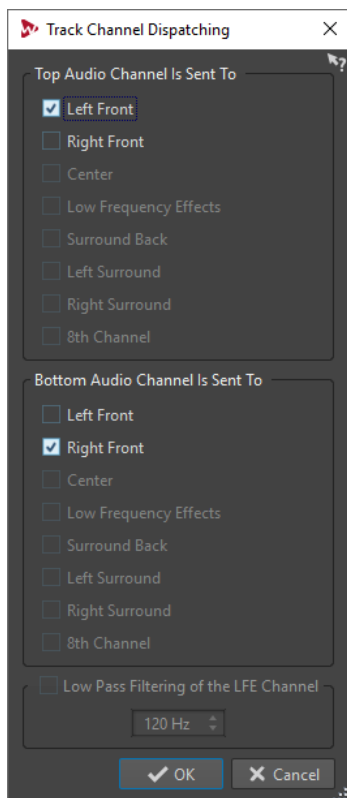 Track Channel Dispatching
Top Audio Channel Is Sent To
Left Front
Right Front
Center
Low Frequency Effects
Surround Back
Left Surround
Right Surround
8th Channel
Bottom Audio Channel Is Sent To
Left Front
Right Front
Center
Low Frequency Effects
Surround Back
Left Surround
Right Surround
8th Channel
Low Pass Filtering of the LFE Channel
120 Hz
OK
Cancel